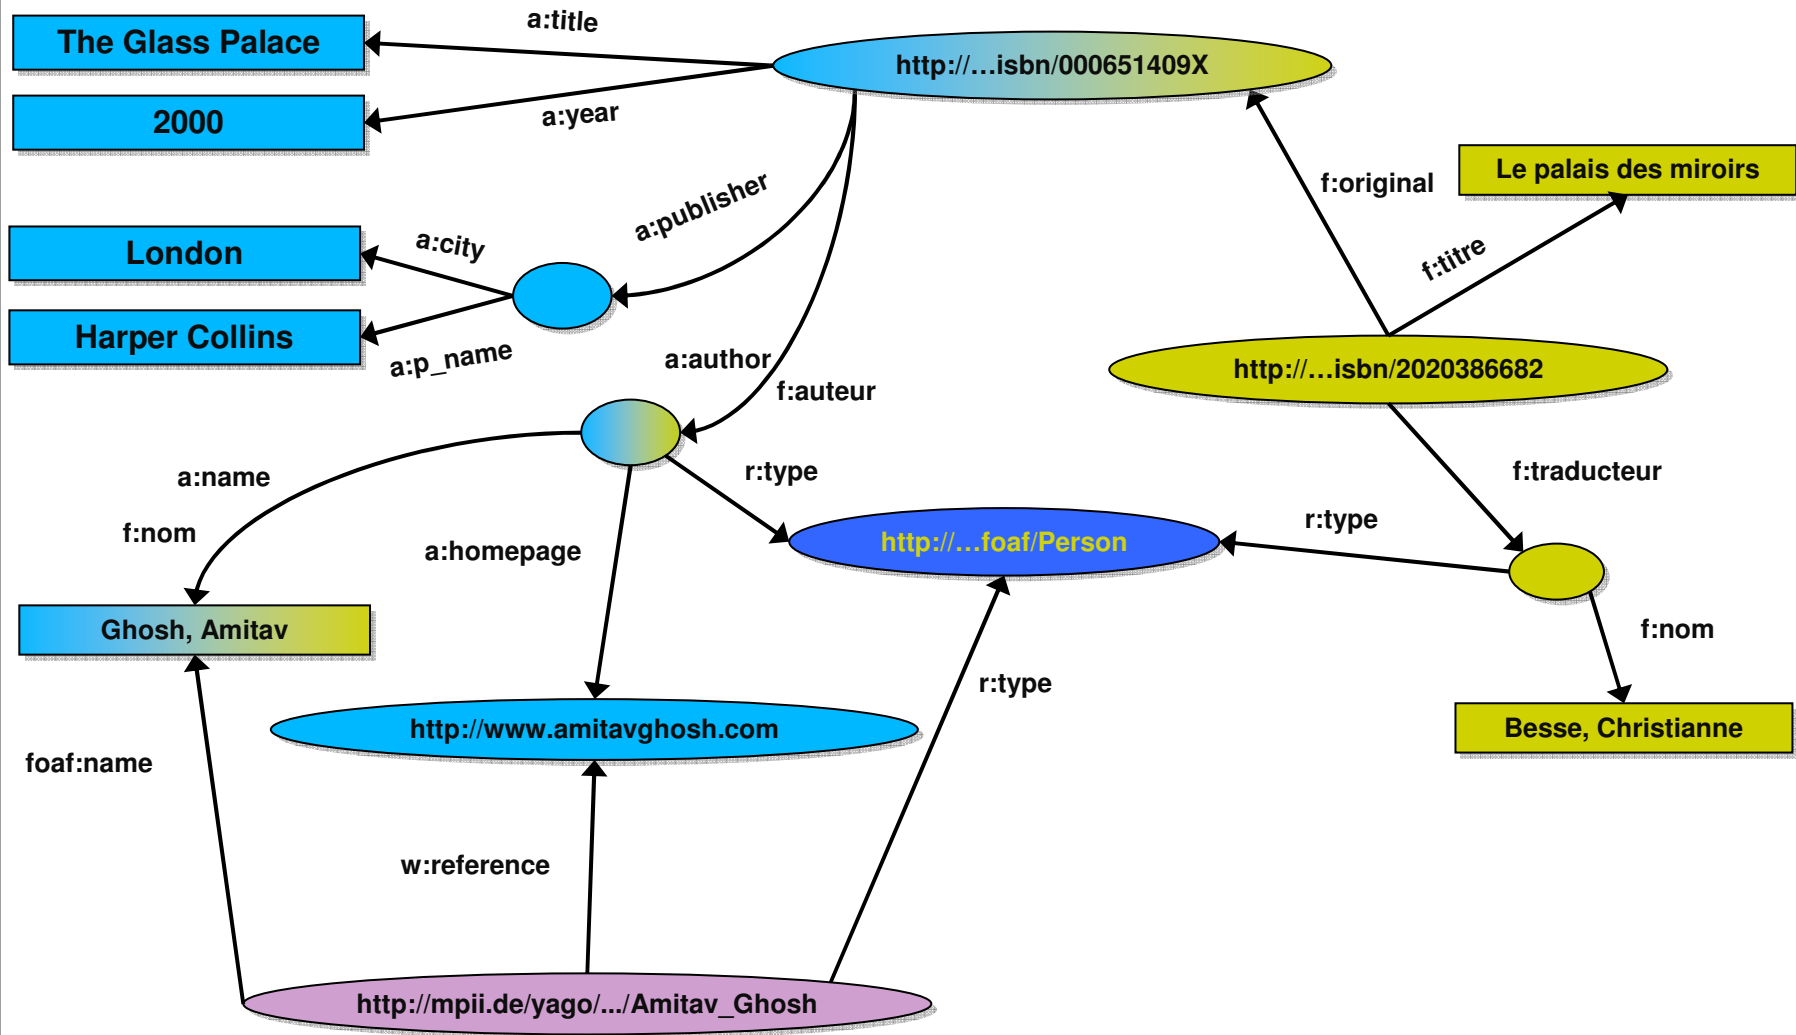 a:title
The Glass Palace
http://...isbn/000651409X
2000
a:year
Le palais des miroirs
f:original
a:publisher
London
a:city
f:titre
Harper Collins
a:p_name
a:author
http://...isbn/2020386682
f:auteur
a:name
r:type
f:traducteur
f:nom
a:homepage
http://...foaf/Person
r:type
Ghosh, Amitav
f:nom
r:type
http://www.amitavghosh.com
Besse, Christianne
foaf:name
w:reference
http://mpii.de/yago/.../Amitav_Ghosh